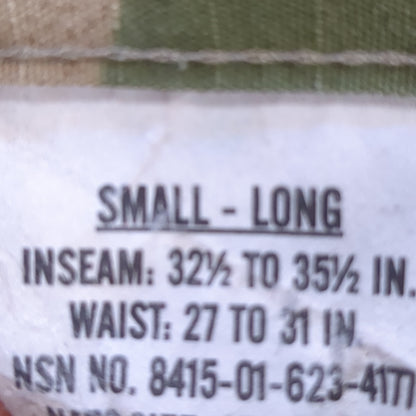 SMALL - LONG
INSEAM: 32½ TO 35½ IN.
WAIST: 27 TO 31 IN.
NSN NO. 8415-01-623-4177